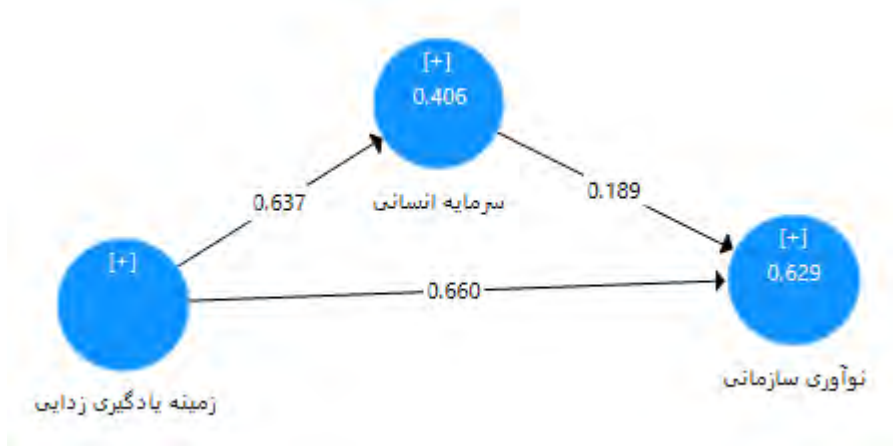 [+]
0.406
0.637
سرمایه انسانی
0.189
[+]
[+]
0.629
0.660
نوآوری سازمانی
زمینه یادگیری زدایی